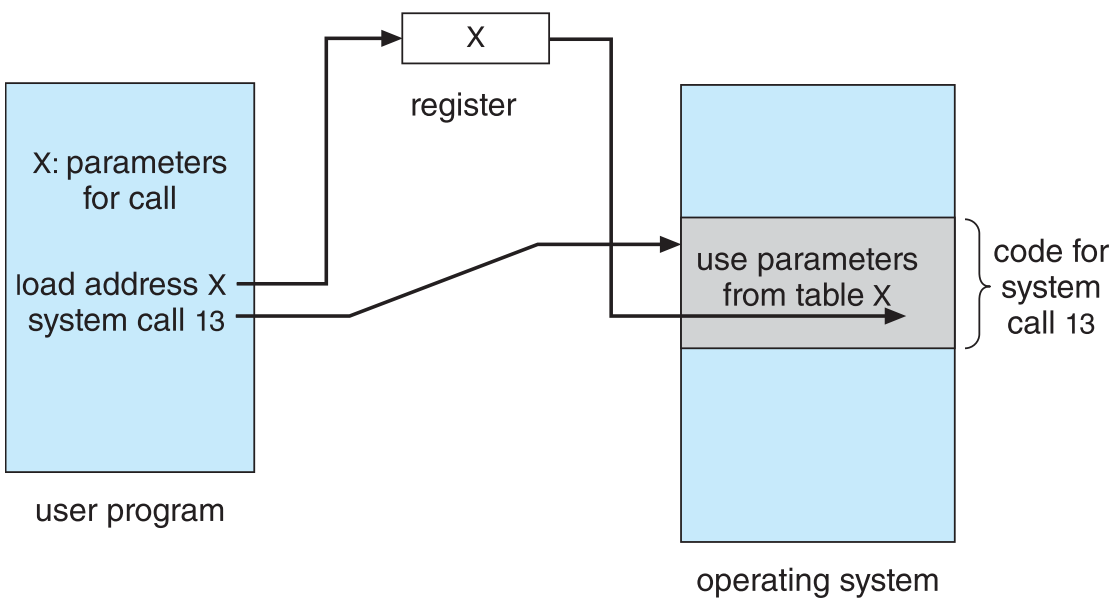 X
register
X: parameters
for call
load address X
system call 13
user program
use parameters
from table X
code for
system
call 13
operating system